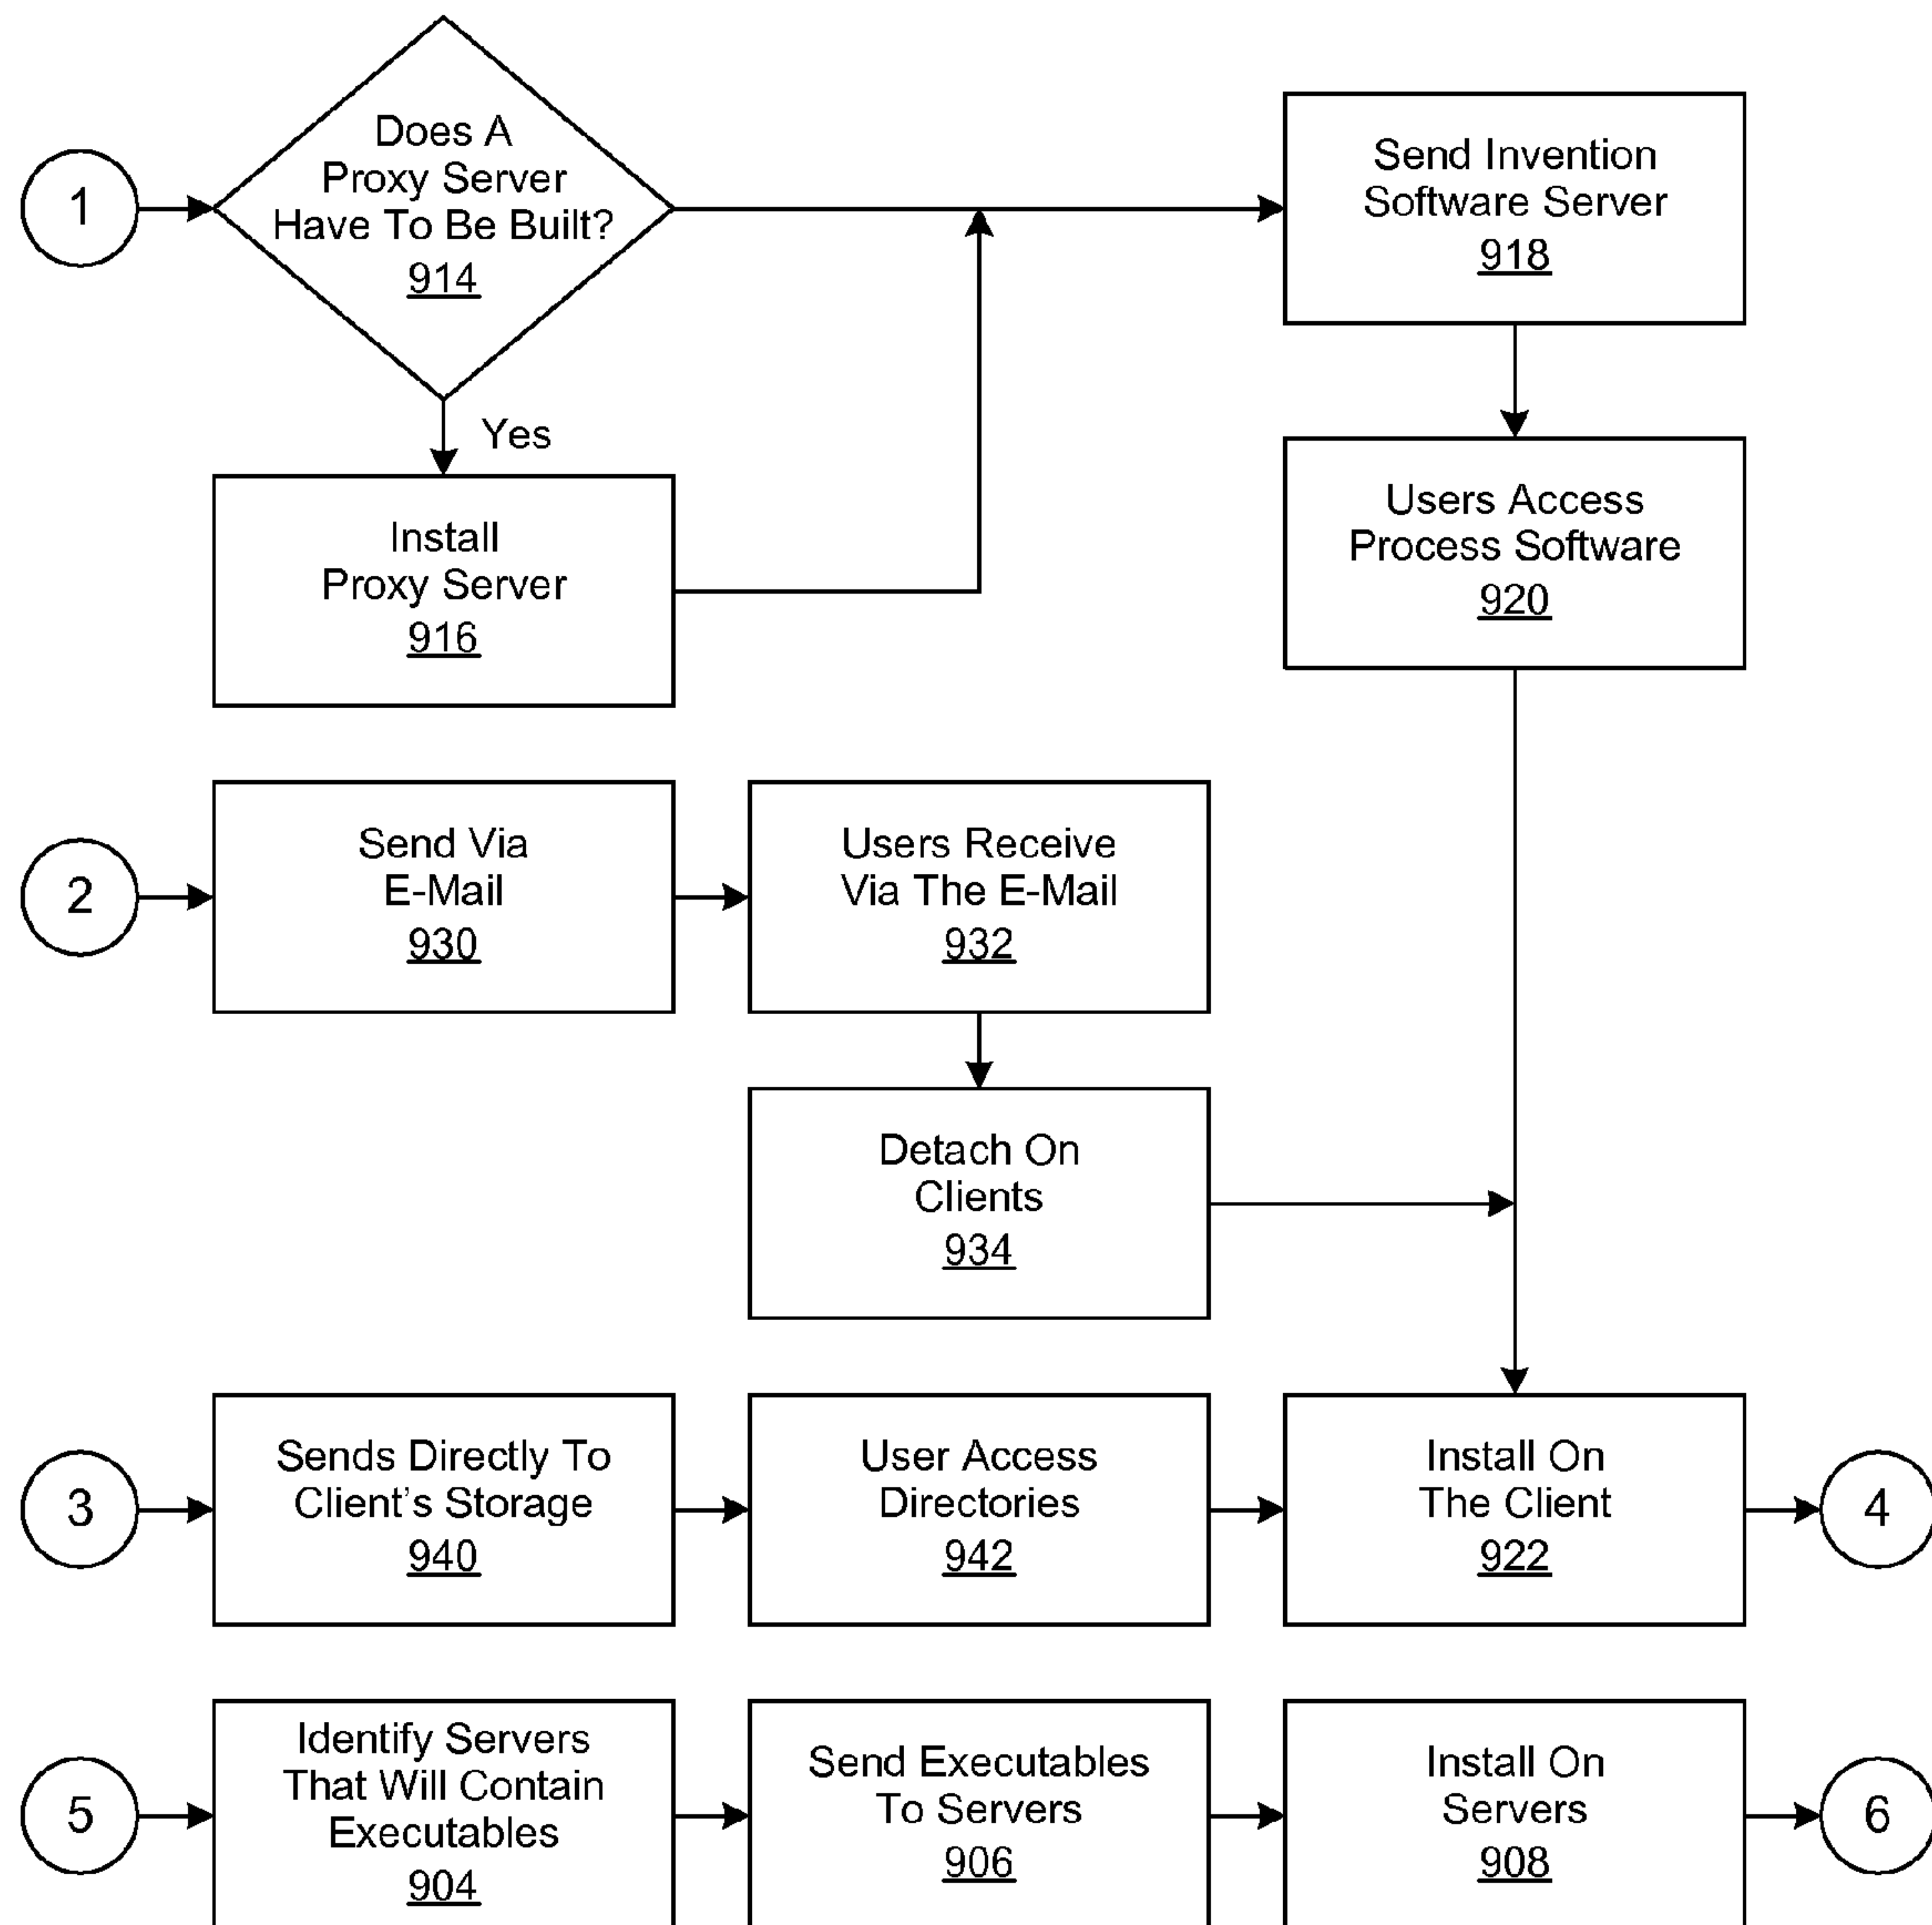 1
Does A
Proxy Server
Have To Be Built?
914
Yes
Install
Proxy Server
916
Send Invention
Software Server
918
Users Access
Process Software
920
2
Send Via
E-Mail
930
Users Receive
Via The E-Mail
932
Detach On
Clients
934
3
Sends Directly To
Client's Storage
940
User Access
Directories
942
Install On
The Client
922
4
5
Identify Servers
That Will Contain
Executables
904
Send Executables
To Servers
906
Install On
Servers
908
6